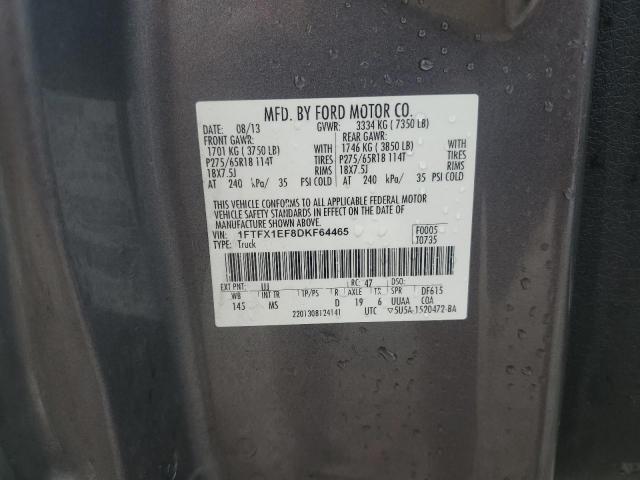 MFD. BY FORD MOTOR CO.
DATE: 08/13 GVWR: 3334 KG ( 7350 LB)
FRONT GAWR: REAR GAWR:
1701 KG ( 3750 LB) WITH 1746 KG ( 3850 LB) WITH
P275/65R18 114T TIRES P275/65R18 114T TIRES
18X7.5J RIMS 18X7.5J RIMS
AT 240 kPa/ 35 PSI COLD AT 240 kPa/ 35 PSI COLD
THIS VEHICLE CONFORMS TO ALL APPLICABLE FEDERAL MOTOR
VEHICLE SAFETY STANDARDS IN EFFECT ON THE DATE OF
MANUFACTURE SHOWN ABOVE.
VIN: 1FTFX1EF8DKF64465 F0005
TYPE: Truck T0735
EXT PNT: UJ RC: 47 DSO:
WB INT TR TP/PS R AXLE TR SPR DF615
145 MS D 19 6 UUAA COA
2201308124141 UTC ▽5U5A-1520472-BA